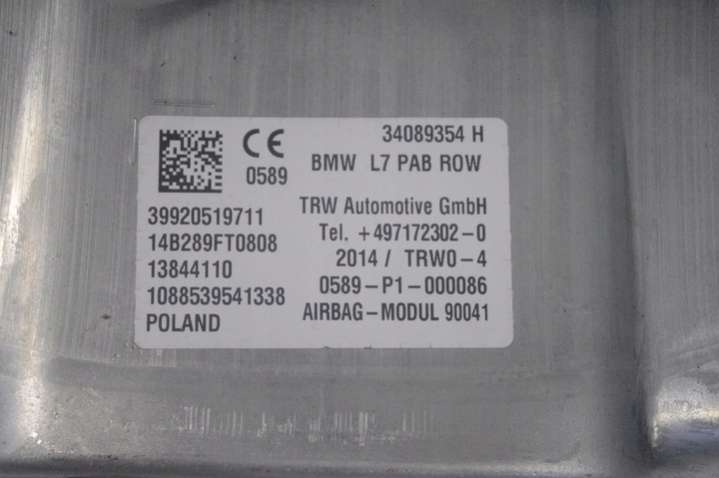 34089354 H
CE
0589
BMW L7 PAB ROW
39920519711
14B289FT0808
13844110
1088539541338
POLAND
TRW Automotive GmbH
Tel. +497172302-0
2014 / TRW0-4
0589-P1-000086
AIRBAG-MODUL 90041